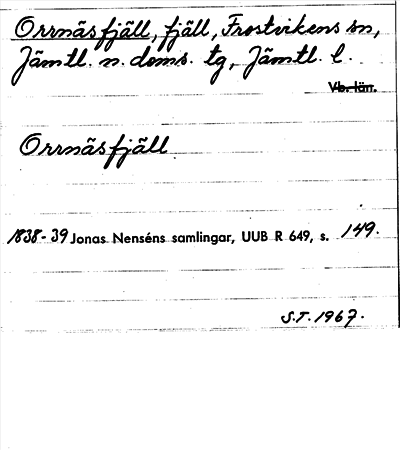 Orrnäsfjäll, fjäll, Frostvikens sn,
Jämtl. n. doms. tg, Jämtl. l.
Vb. län.
Orrnäsfjäll
1838-39 Jonas Nenséns samlingar, UUB R 649, s. 149.
S.T. 1967.